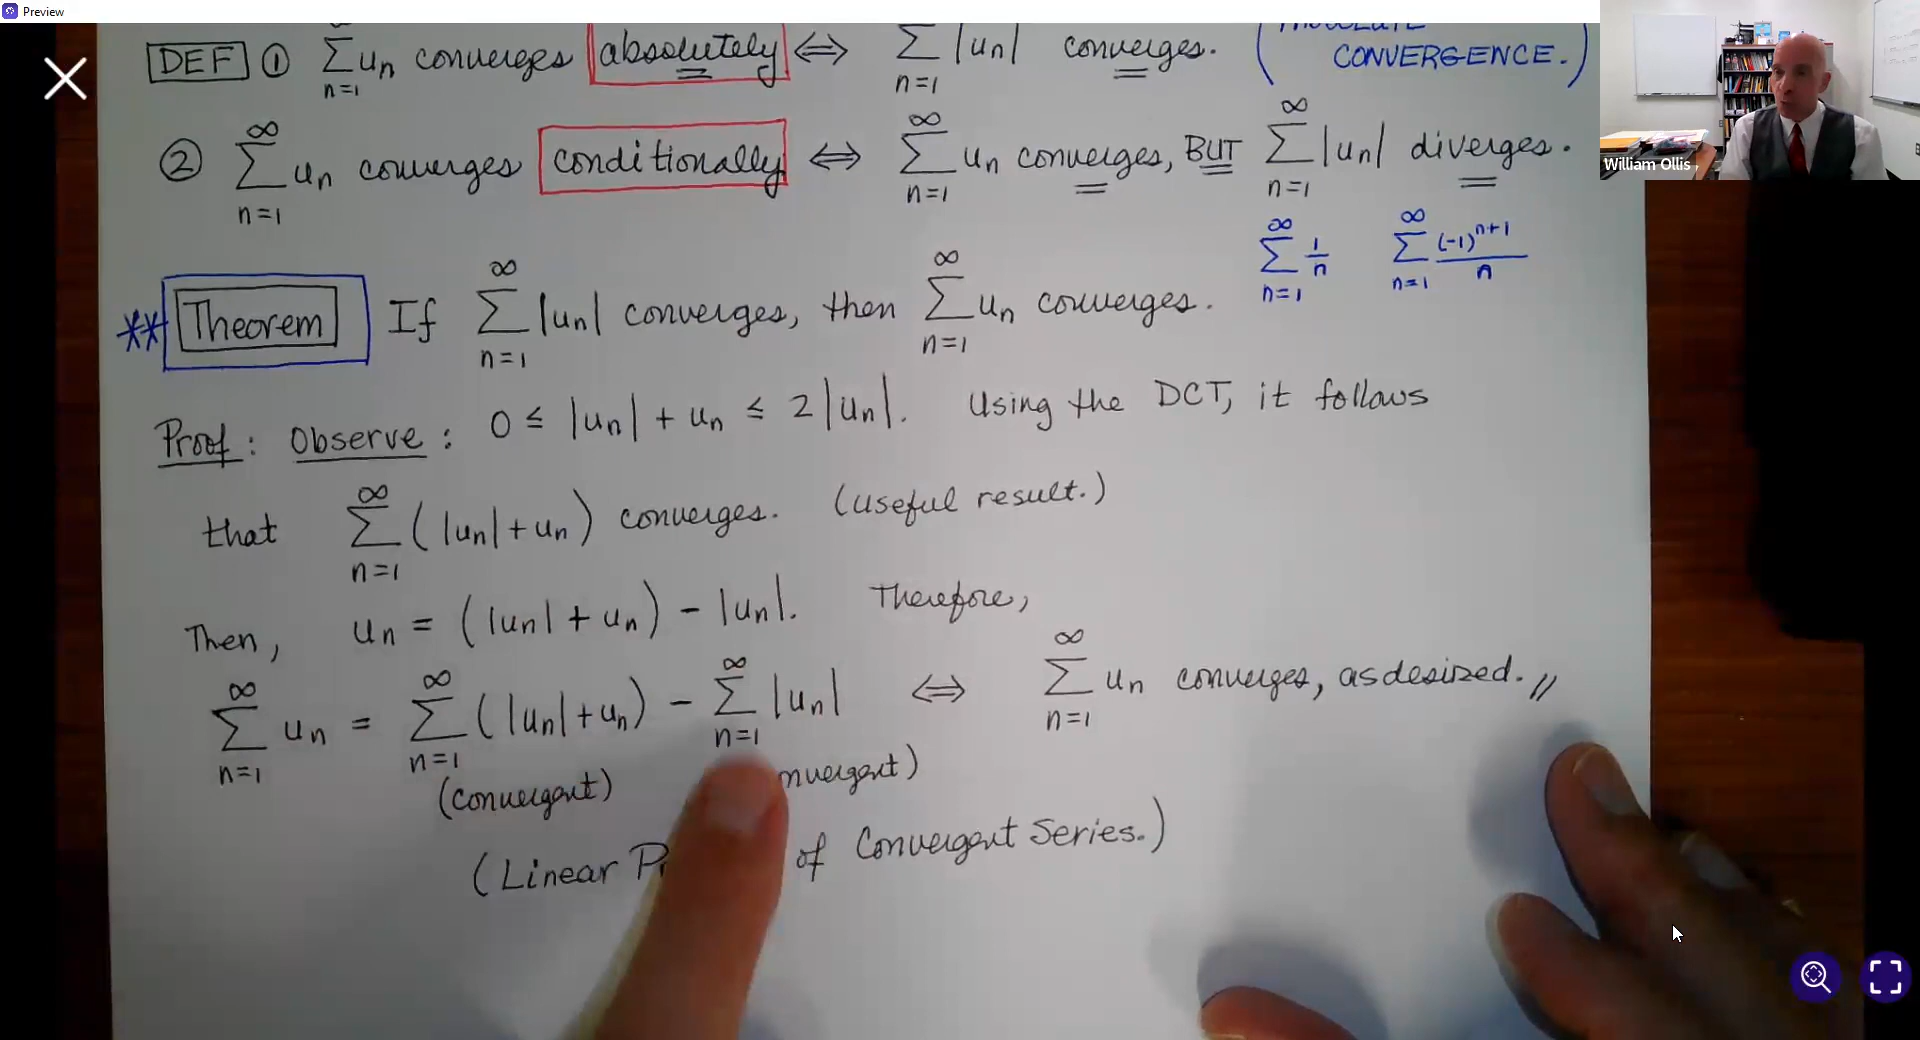 Preview
DEF ① ∑ n=1 un converges absolutely ⇔ ∑ n=1 |un| converges. ( CONVERGENCE.)
② ∞ ∑ n=1 un converges conditionally ⇔ ∞ ∑ n=1 un converges, BUT ∞ ∑ n=1 |un| diverges.
William Ollis
∞ ∑ n=1 1/n ∞ ∑ n=1 (-1)^n+1/n
** Theorem If ∞ ∑ n=1 |un| converges, then ∞ ∑ n=1 un converges.
Proof: Observe: 0 ≤ |un| + un ≤ 2|un|. Using the DCT, it follows
that ∞ ∑ n=1 (|un| + un) converges. (useful result.)
Then, un = (|un| + un) - |un|. Therefore,
∞ ∑ n=1 un = ∞ ∑ n=1 (|un| + un) - ∞ ∑ n=1 |un| ⇔ ∞ ∑ n=1 un converges, as desired. //
(convergent) nvergent)
(Linear of Convergent Series.)